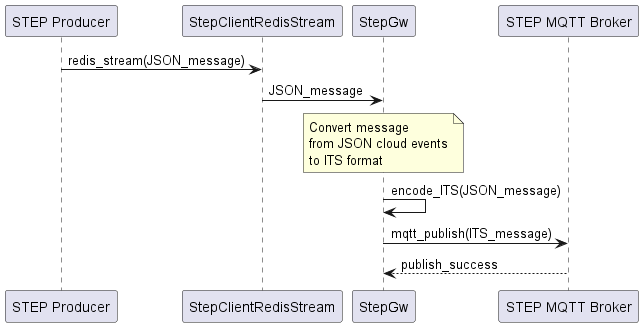 STEP Producer
StepClientRedisStream
StepGw
STEP MQTT Broker
redis_stream(JSON_message)
JSON_message
Convert message
from JSON cloud events
to ITS format
encode_ITS(JSON_message)
mqtt_publish(ITS_message)
publish_success
STEP Producer
StepClientRedisStream
StepGw
STEP MQTT Broker